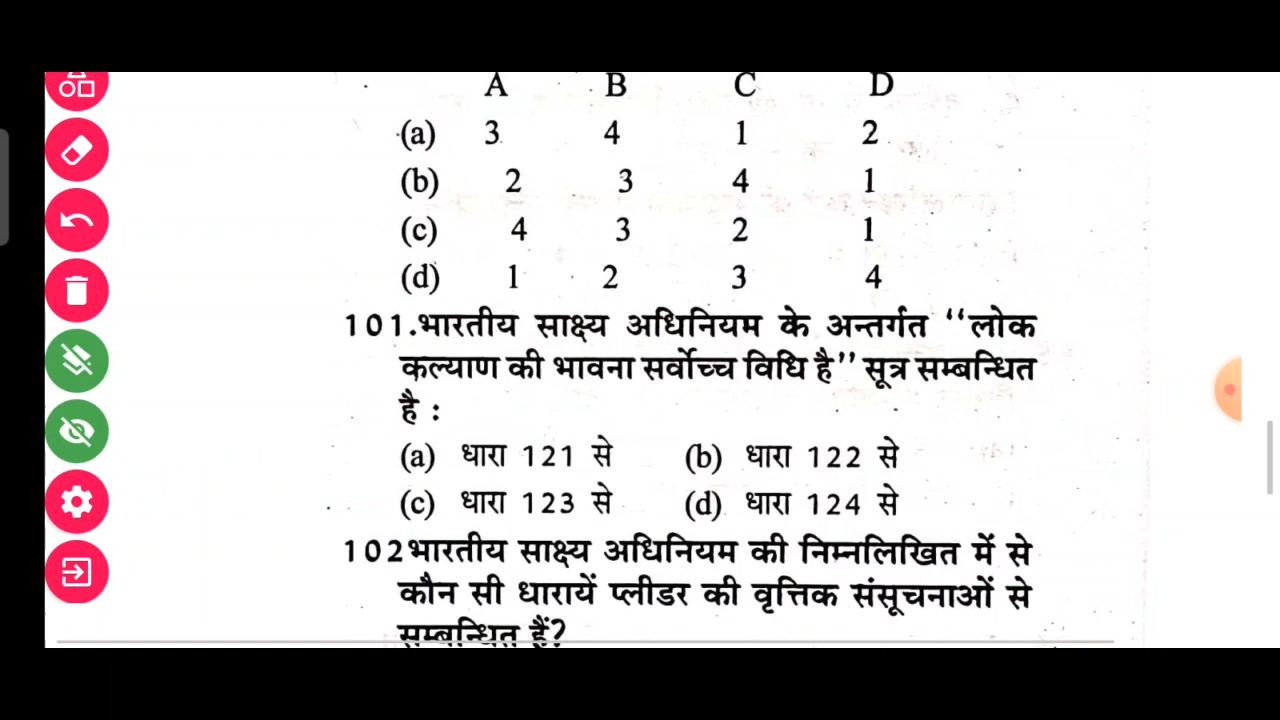 A B C D
(a) 3 4 1 2
(b) 2 3 4 1
(c) 4 3 2 1
(d) 1 2 3 4
101.भारतीय साक्ष्य अधिनियम के अन्तर्गत ‘‘लोक
कल्याण की भावना सर्वोच्च विधि है’’ सूत्र सम्बन्धित
है :
(a) धारा 121 से (b) धारा 122 से
(c) धारा 123 से (d) धारा 124 से
102भारतीय साक्ष्य अधिनियम की निम्नलिखित में से
कौन सी धारायें प्लीडर की वृत्तिक संसूचनाओं से
सम्बन्धित हैं?